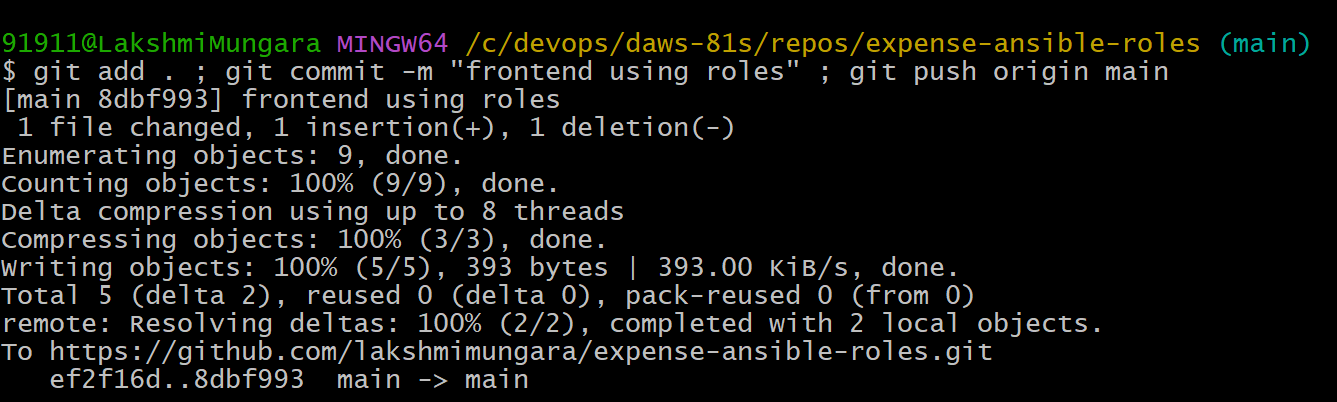 91911@LakshmiMungara MINGW64 /c/devops/daws-81s/repos/expense-ansible-roles (main)
$ git add . ; git commit -m "frontend using roles" ; git push origin main
[main 8dbf993] frontend using roles
 1 file changed, 1 insertion(+), 1 deletion(-)
Enumerating objects: 9, done.
Counting objects: 100% (9/9), done.
Delta compression using up to 8 threads
Compressing objects: 100% (3/3), done.
Writing objects: 100% (5/5), 393 bytes | 393.00 KiB/s, done.
Total 5 (delta 2), reused 0 (delta 0), pack-reused 0 (from 0)
remote: Resolving deltas: 100% (2/2), completed with 2 local objects.
To https://github.com/lakshmimungara/expense-ansible-roles.git
   ef2f16d..8dbf993  main -> main